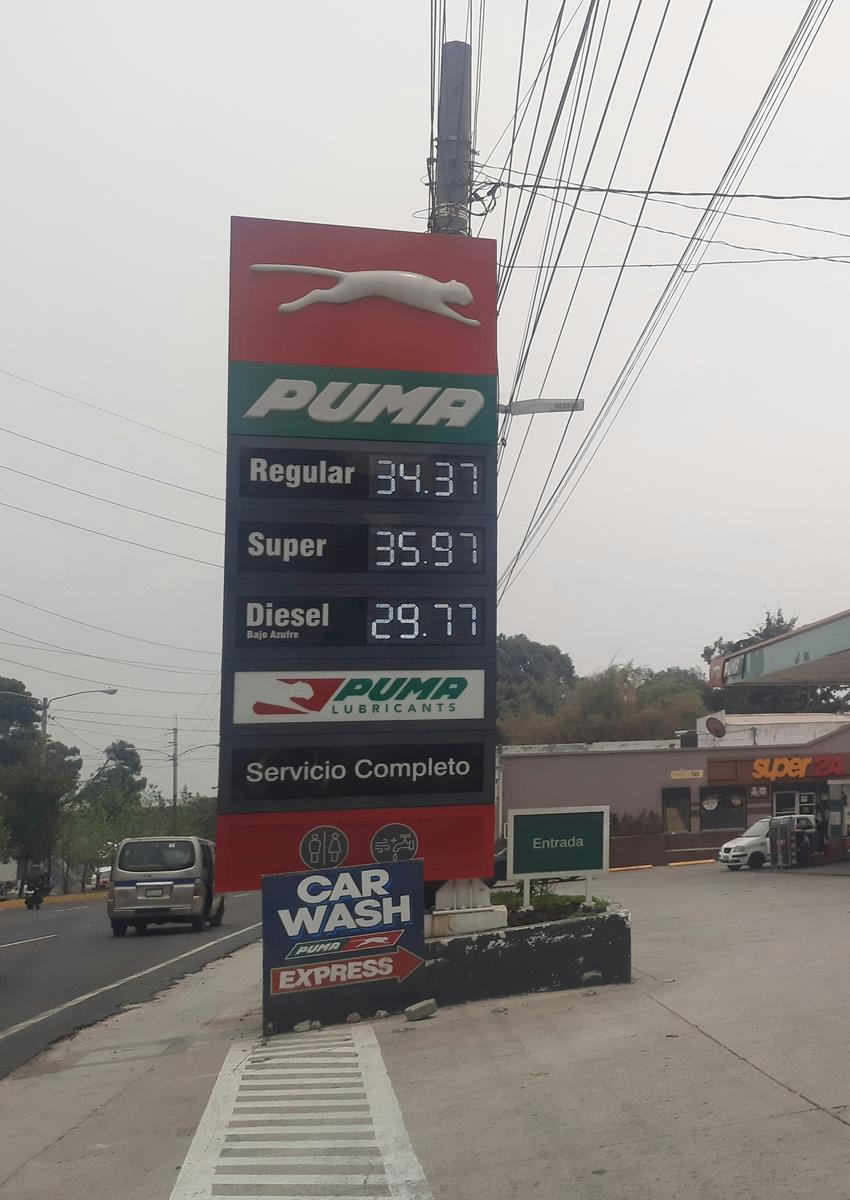 PUMA
Regular 34.37
Super 35.97
Diesel 29.77
Bajo Azufre
PUMA
LUBRICANTS
Servicio Completo
Entrada
super 24
CAR
WASH
PUMA
EXPRESS